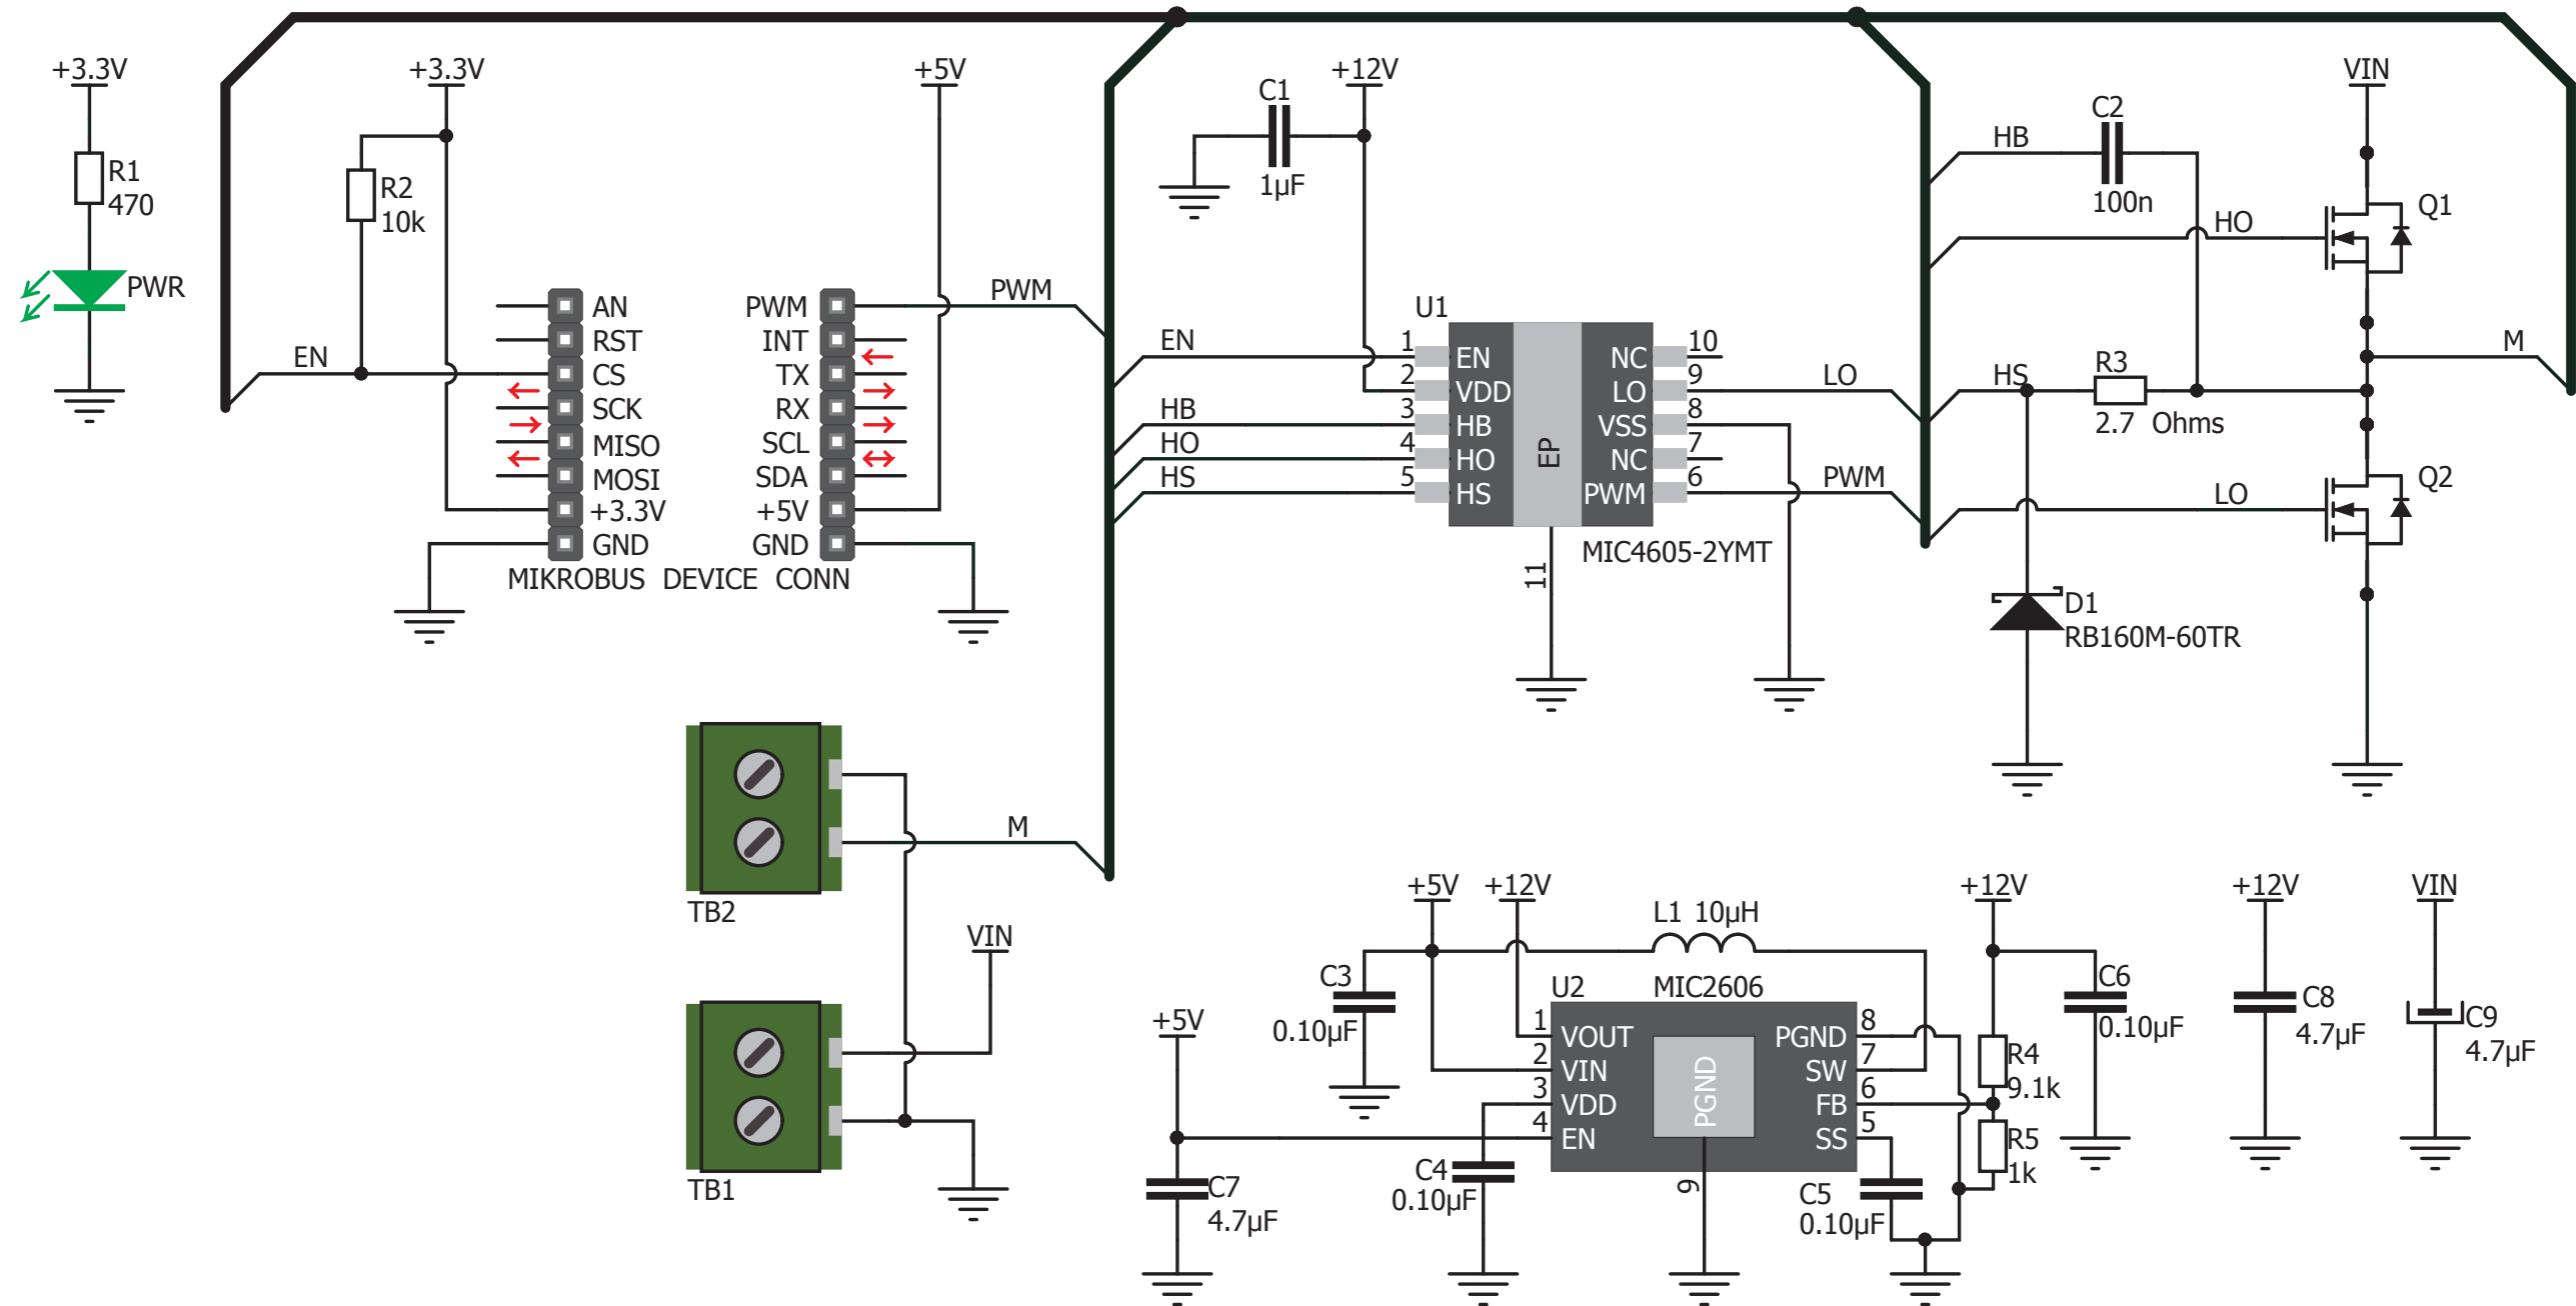 +3.3V
R1
470
PWR
+3.3V
R2
10k
EN
+5V
AN
RST
CS
SCK
MISO
MOSI
+3.3V
GND
PWM
INT
TX
RX
SCL
SDA
+5V
GND
MIKROBUS DEVICE CONN
PWM
C1
1µF
+12V
EN
HB
HO
HS
U1
1
2
3
4
5
EN
VDD
HB
HO
HS
EP
NC
LO
VSS
NC
PWM
10
9
8
7
6
11
MIC4605-2YMT
LO
PWM
VIN
C2
100n
HB
HO
Q1
M
HS
R3
2.7 Ohms
LO
Q2
D1
RB160M-60TR
TB2
M
TB1
VIN
+5V
C7
4.7µF
+5V
+12V
L1 10µH
C3
0.10µF
U2
MIC2606
1
2
3
4
VOUT
VIN
VDD
EN
PGND
PGND
SW
FB
SS
8
7
6
5
9
C4
0.10µF
C5
0.10µF
+12V
R4
9.1k
R5
1k
C6
0.10µF
+12V
C8
4.7µF
VIN
C9
4.7µF